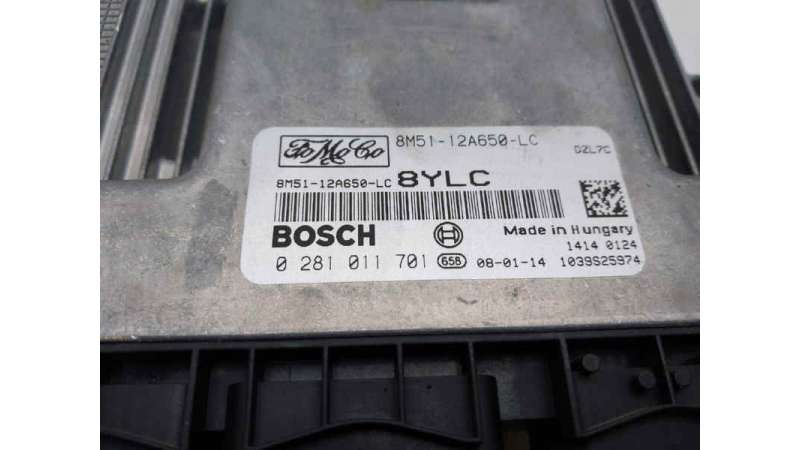 FoMoCo 8M51-12A650-LC DZL7C
8M51-12A650-LC 8YLC
BOSCH Made in Hungary
1414 0124
0 281 011 701 658 08-01-14 1039S25974